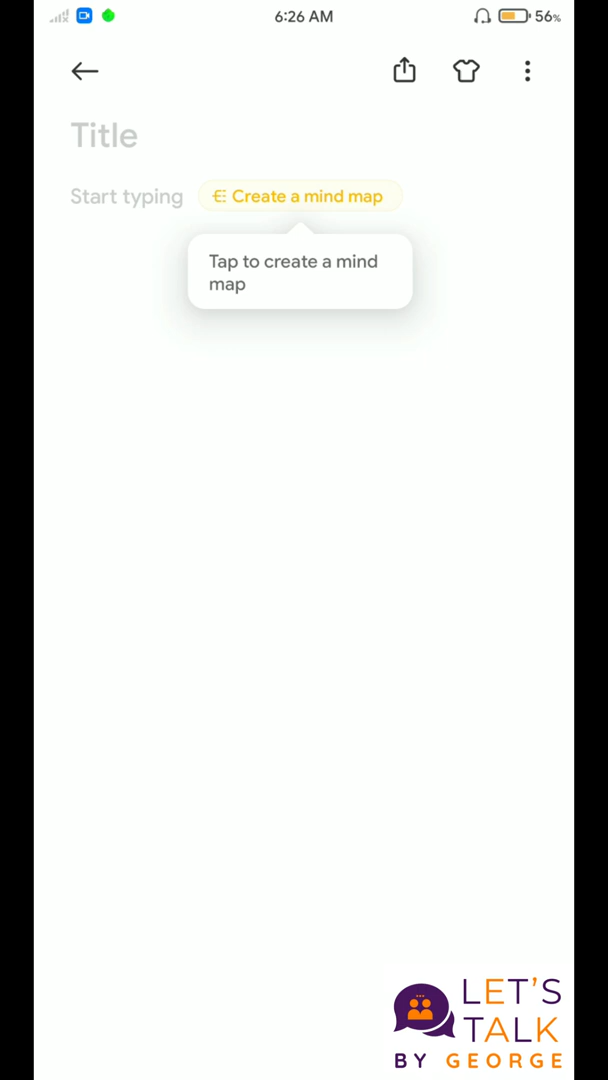 6:26 AM
56%
Title
Start typing
Create a mind map
Tap to create a mind
map
LET'S
TALK
BY GEORGE